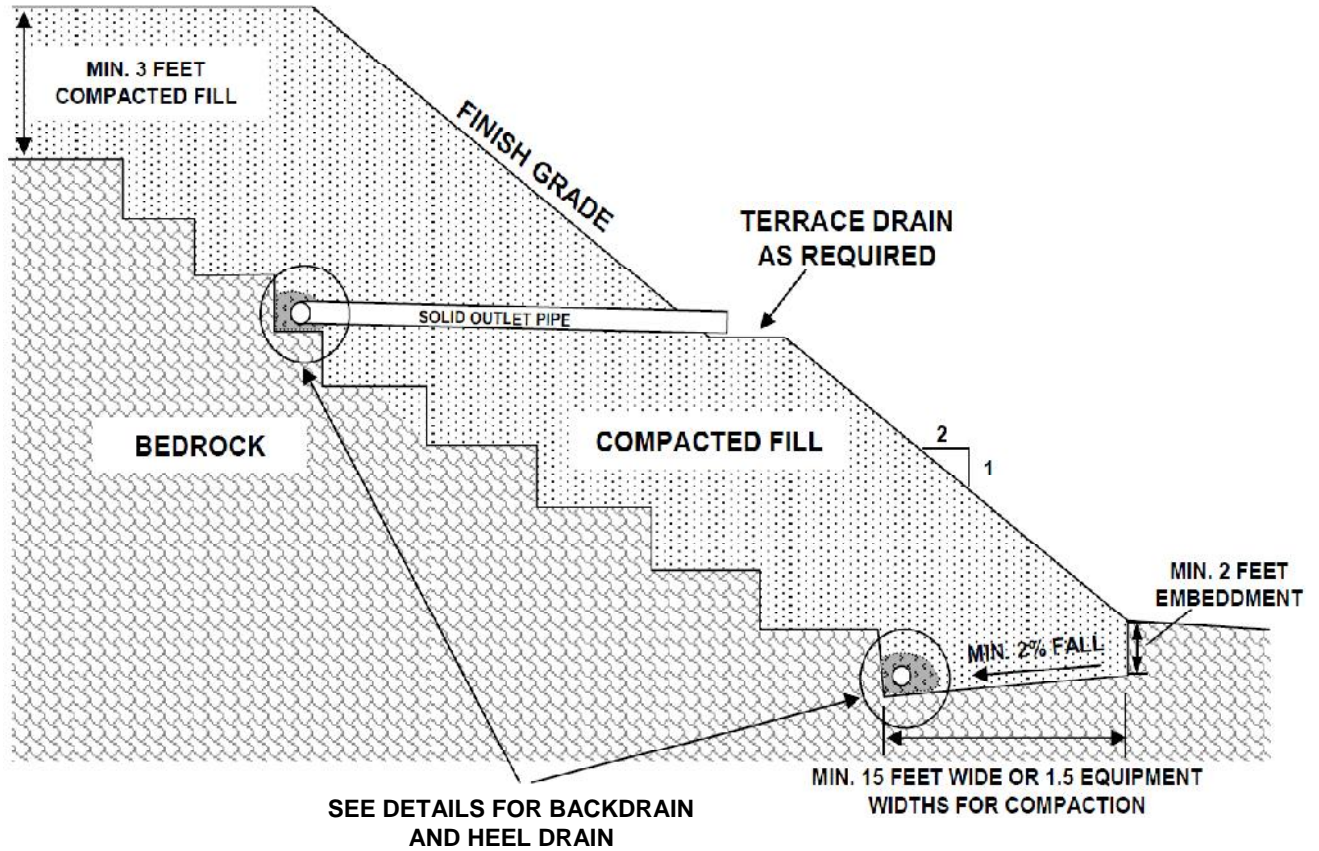 MIN. 3 FEET
COMPACTED FILL
FINISH GRADE
TERRACE DRAIN
AS REQUIRED
SOLID OUTLET PIPE
BEDROCK
COMPACTED FILL
2
1
MIN. 2 FEET
EMBEDDMENT
MIN. 2% FALL
MIN. 15 FEET WIDE OR 1.5 EQUIPMENT
WIDTHS FOR COMPACTION
SEE DETAILS FOR BACKDRAIN
AND HEEL DRAIN